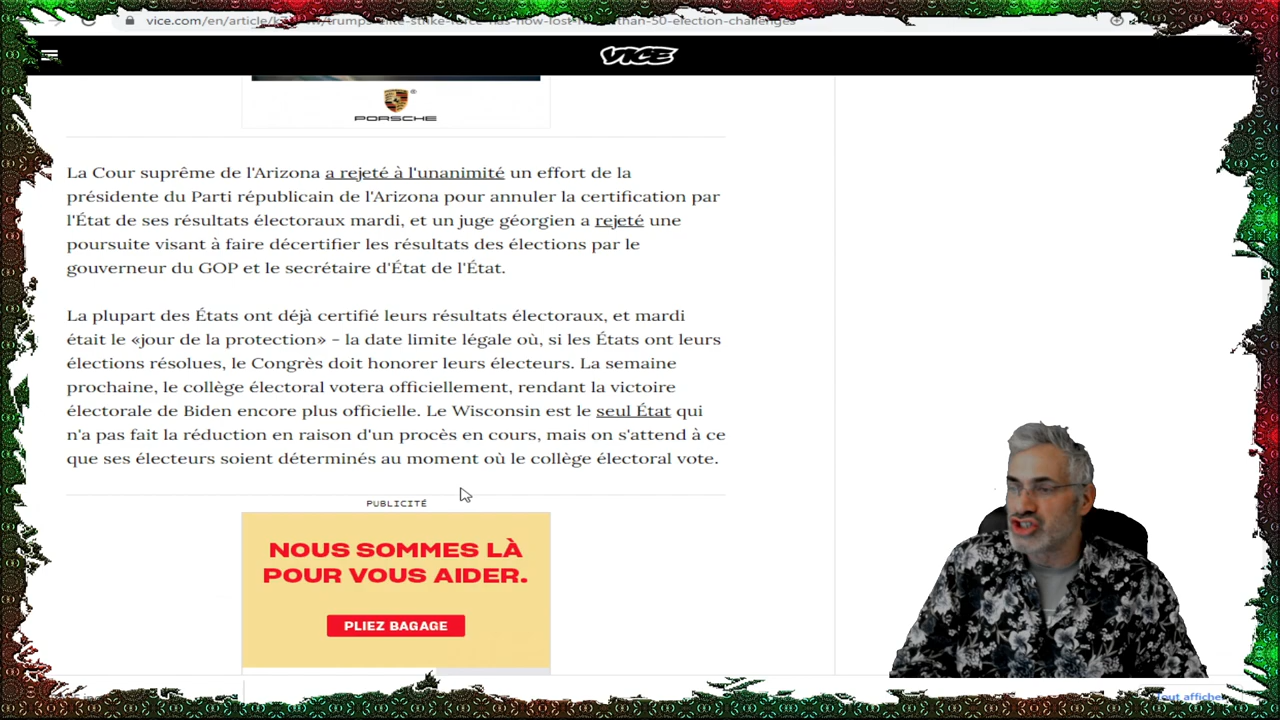 vice.com/en/article/
VICE
PORSCHE
La Cour suprême de l'Arizona a rejeté à l'unanimité un effort de la
présidente du Parti républicain de l'Arizona pour annuler la certification par
l'État de ses résultats électoraux mardi, et un juge géorgien a rejeté une
poursuite visant à faire décertifier les résultats des élections par le
gouverneur du GOP et le secrétaire d'État de l'État.
La plupart des États ont déjà certifié leurs résultats électoraux, et mardi
était le «jour de la protection» - la date limite légale où, si les États ont leurs
élections résolues, le Congrès doit honorer leurs électeurs. La semaine
prochaine, le collège électoral votera officiellement, rendant la victoire
électorale de Biden encore plus officielle. Le Wisconsin est le seul État qui
n'a pas fait la réduction en raison d'un procès en cours, mais on s'attend à ce
que ses électeurs soient déterminés au moment où le collège électoral vote.
PUBLICITÉ
NOUS SOMMES LÀ
POUR VOUS AIDER.
PLIEZ BAGAGE